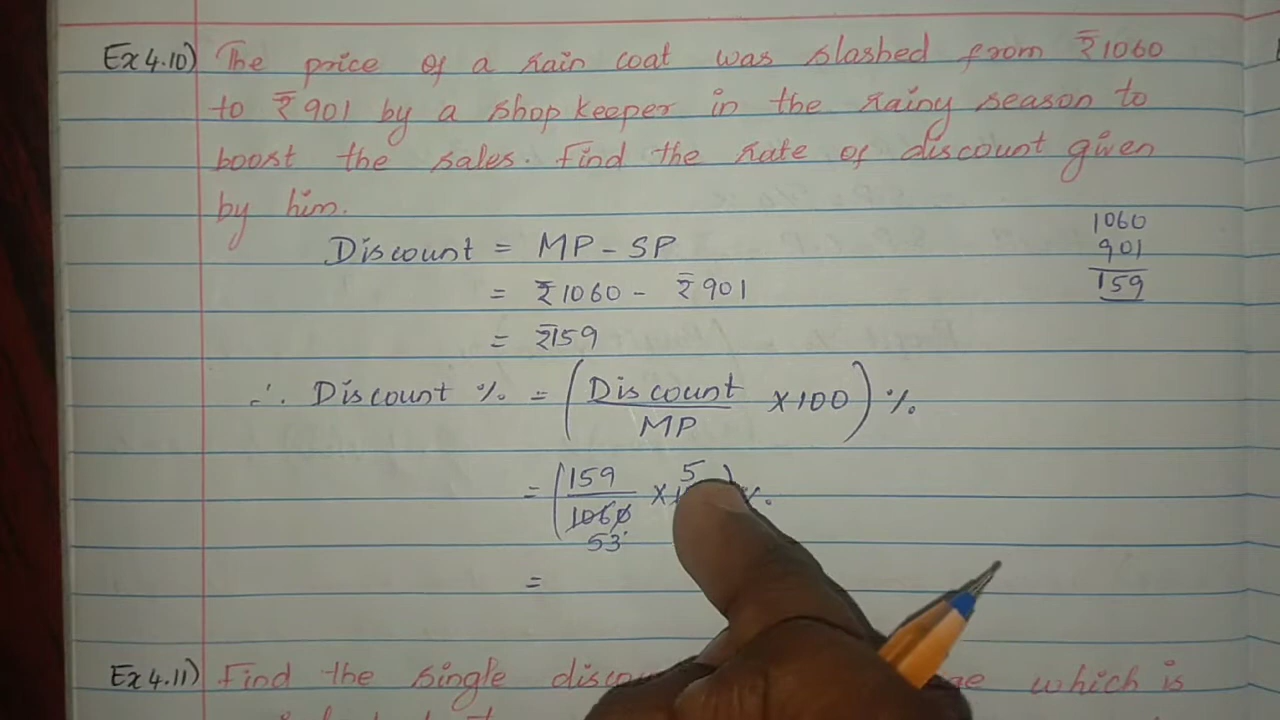 Ex 4.10) The price of a rain coat was slashed from ₹1060
to ₹901 by a shop keeper in the rainy season to
boost the sales. Find the rate of discount given
by him.
Discount = MP - SP
= ₹1060 - ₹901
= ₹159
1060
901
159
∴ Discount % = (Discount/MP × 100) %
= (159/1060 ×
5
) %.
53
=
Ex 4.11) Find the single which is